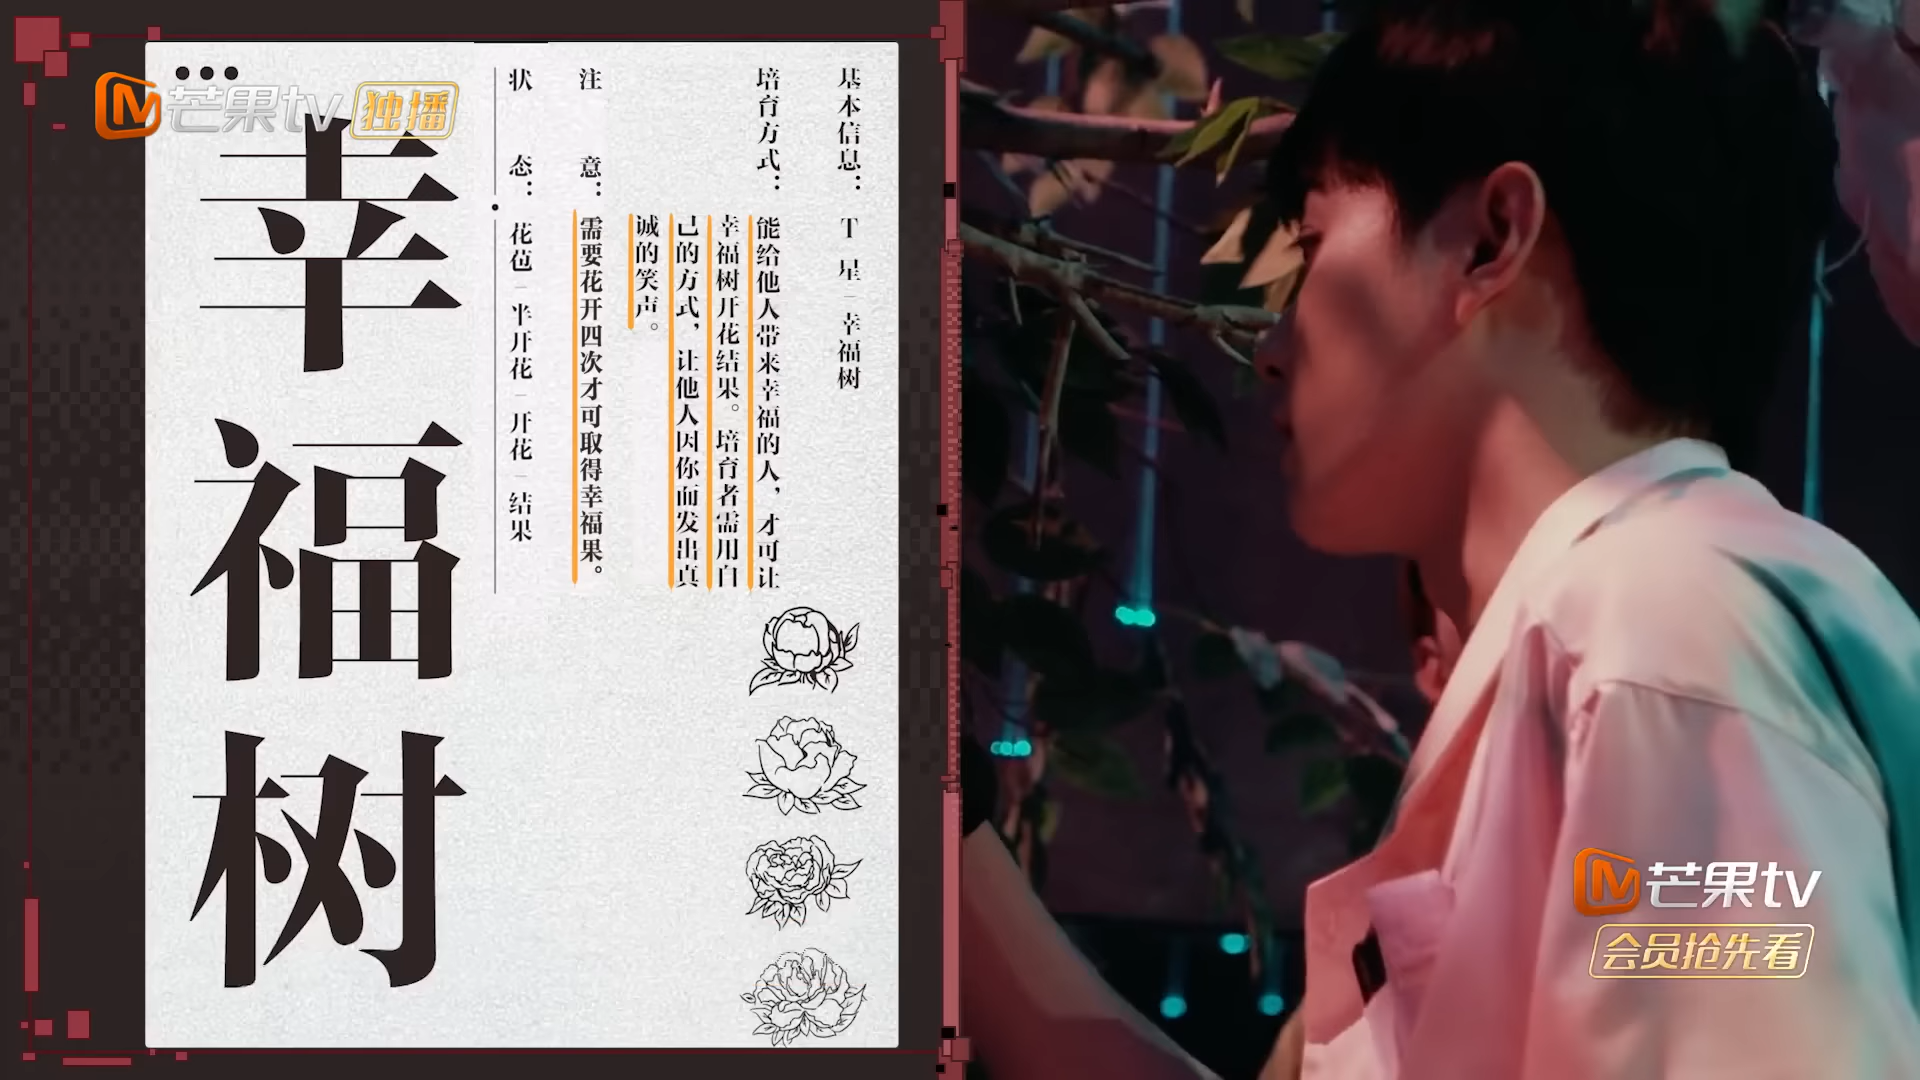 芒果tv 独播
基本信息：T星－幸福树
培育方式：能给他人带来幸福的人，才可让
幸福树开花结果。培育者需用自
己的方式，让他人因你而发出真
诚的笑声。
注意：需要花开四次才可取得幸福果。
状态：花苞－半开花－开花－结果
幸福树
芒果tv
会员抢先看